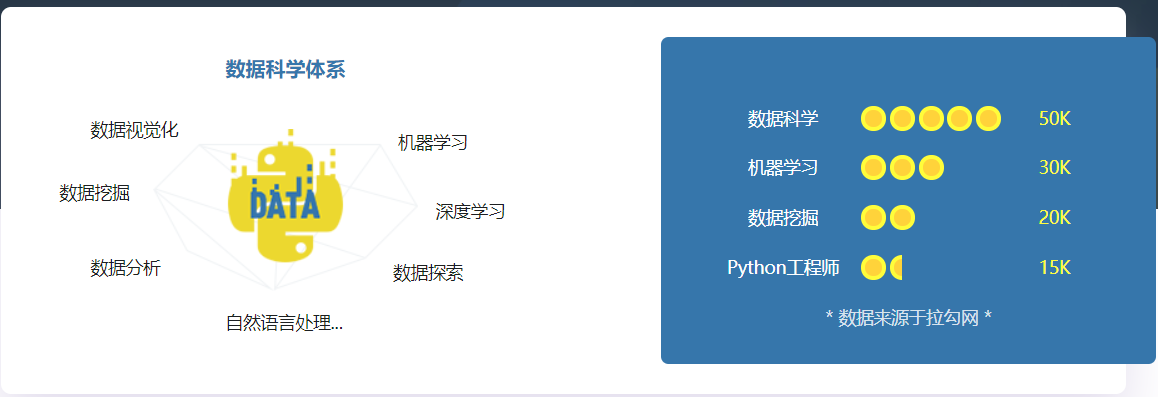 数据科学体系
数据视觉化
机器学习
数据挖掘
DATA
深度学习
数据分析
数据探索
自然语言处理...
数据科学 50K
机器学习 30K
数据挖掘 20K
Python工程师 15K
* 数据来源于拉勾网 *